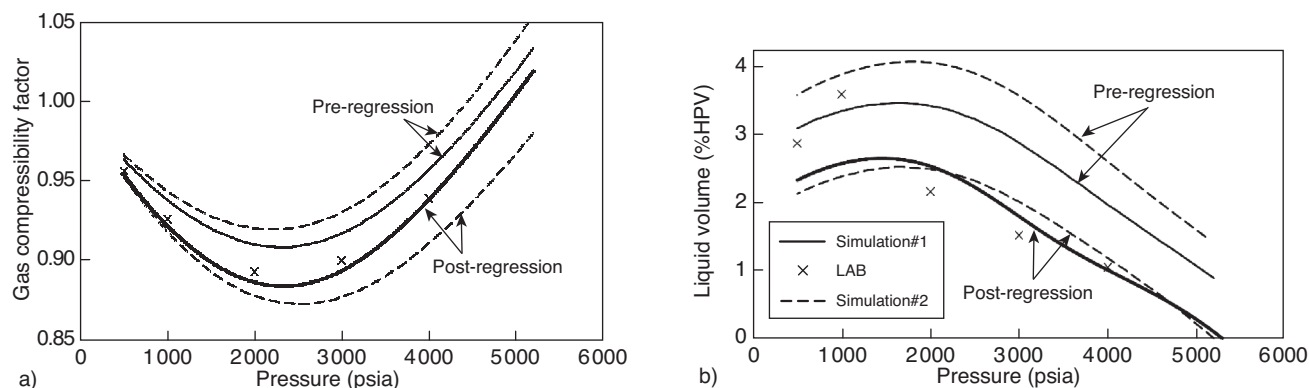 Gas compressibility factor
1.05
1.00
0.95
0.90
0.85
Pre-regression
Post-regression
0 1000 2000 3000 4000 5000 6000
Pressure (psia)
a)
Liquid volume (%HPV)
4
3
2
1
0
Pre-regression
Simulation#1
LAB
Simulation#2
Post-regression
0 1000 2000 3000 4000 5000 6000
Pressure (psia)
b)